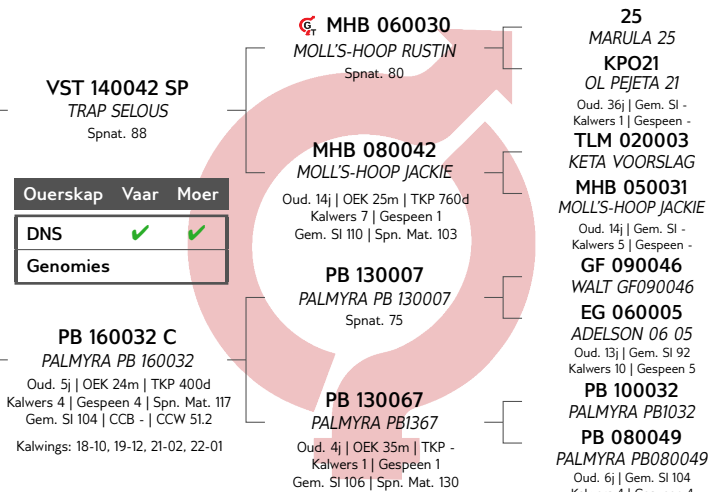 VST 140042 SP
TRAP SELOUS
Spnat. 88
Ouerskap Vaar Moer
DNS ✔ ✔
Genomies
PB 160032 C
PALMYRA PB 160032
Oud. 5j | OEK 24m | TKP 400d
Kalwers 4 | Gespeen 4 | Spn. Mat. 117
Gem. SI 104 | CCB - | CCW 51.2
Kalwings: 18-10, 19-12, 21-02, 22-01
GT MHB 060030
MOLL'S-HOOP RUSTIN
Spnat. 80
MHB 080042
MOLL'S-HOOP JACKIE
Oud. 14j | OEK 25m | TKP 760d
Kalwers 7 | Gespeen 1
Gem. SI 110 | Spn. Mat. 103
PB 130007
PALMYRA PB 130007
Spnat. 75
PB 130067
PALMYRA PB1367
Oud. 4j | OEK 35m | TKP -
Kalwers 1 | Gespeen 1
Gem. SI 106 | Spn. Mat. 130
25
MARULA 25
KPO21
OL PEJETA 21
Oud. 36j | Gem. SI -
Kalwers 1 | Gespeen -
TLM 020003
KETA VOORSLAG
MHB 050031
MOLL'S-HOOP JACKIE
Oud. 14j | Gem. SI -
Kalwers 5 | Gespeen -
GF 090046
WALT GF090046
EG 060005
ADELSON 06 05
Oud. 13j | Gem. SI 92
Kalwers 10 | Gespeen 5
PB 100032
PALMYRA PB1032
PB 080049
PALMYRA PB080049
Oud. 6j | Gem. SI 104